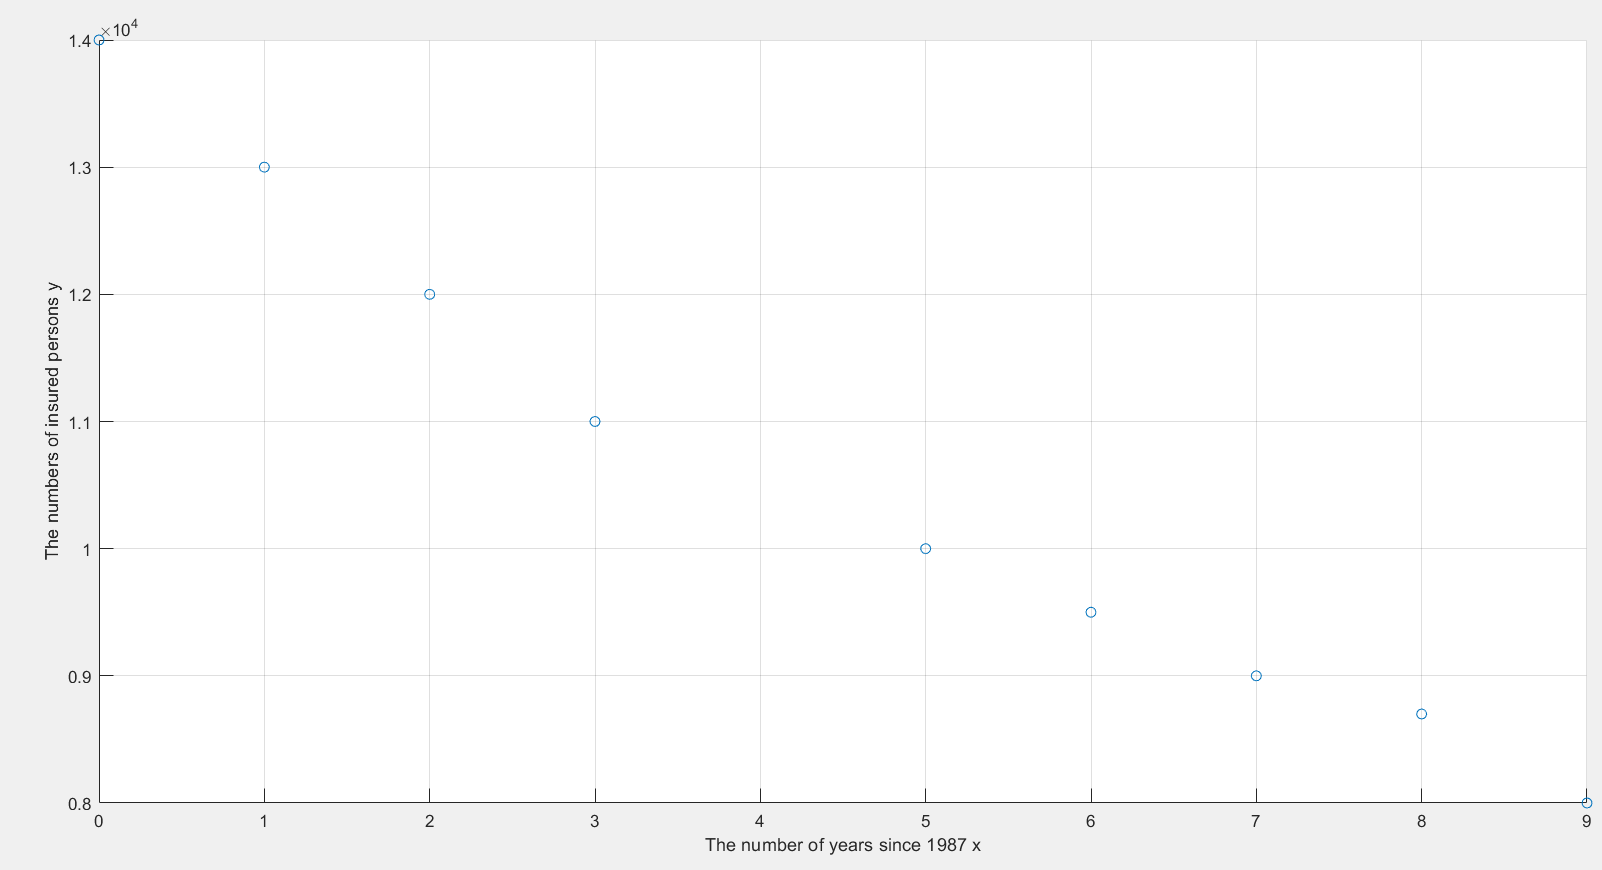 ×10⁴
1.4
1.3
1.2
1.1
1
0.9
0.8
The numbers of insured persons y
0 1 2 3 4 5 6 7 8 9
The number of years since 1987 x